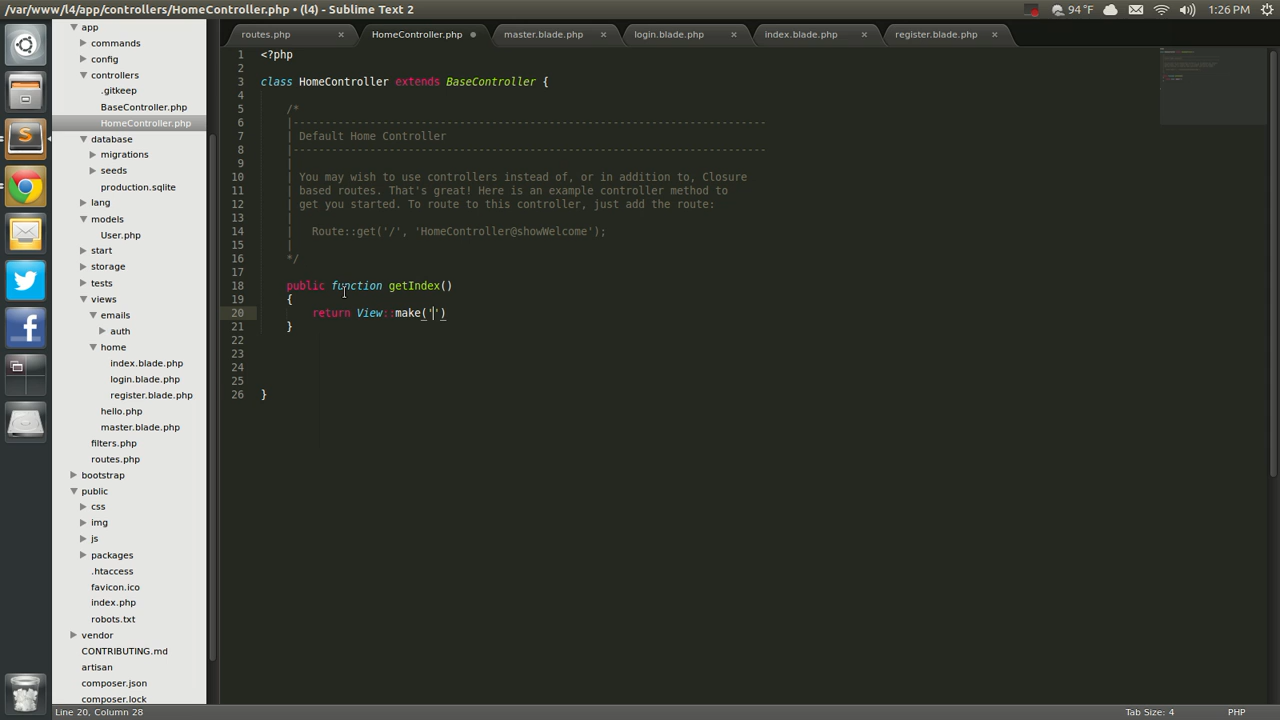 /var/www/l4/app/controllers/HomeController.php • (l4) - Sublime Text 2
94 °F
1:26 PM
app
commands
config
controllers
.gitkeep
BaseController.php
HomeController.php
database
migrations
seeds
production.sqlite
lang
models
User.php
start
storage
tests
views
emails
auth
home
index.blade.php
login.blade.php
register.blade.php
hello.php
master.blade.php
filters.php
routes.php
bootstrap
public
css
img
js
packages
.htaccess
favicon.ico
index.php
robots.txt
vendor
CONTRIBUTING.md
artisan
composer.json
composer.lock
routes.php
HomeController.php
master.blade.php
login.blade.php
index.blade.php
register.blade.php
1 <?php
2
3 class HomeController extends BaseController {
4
5 /*
6 |--------------------------------------------------------------------------
7 | Default Home Controller
8 |--------------------------------------------------------------------------
9 |
10 | You may wish to use controllers instead of, or in addition to, Closure
11 | based routes. That's great! Here is an example controller method to
12 | get you started. To route to this controller, just add the route:
13 |
14 | Route::get('/', 'HomeController@showWelcome');
15 |
16 */
17
18 public function getIndex()
19 {
20 return View::make('')
21 }
22
23
24
25
26 }
Line 20, Column 28
Tab Size: 4
PHP